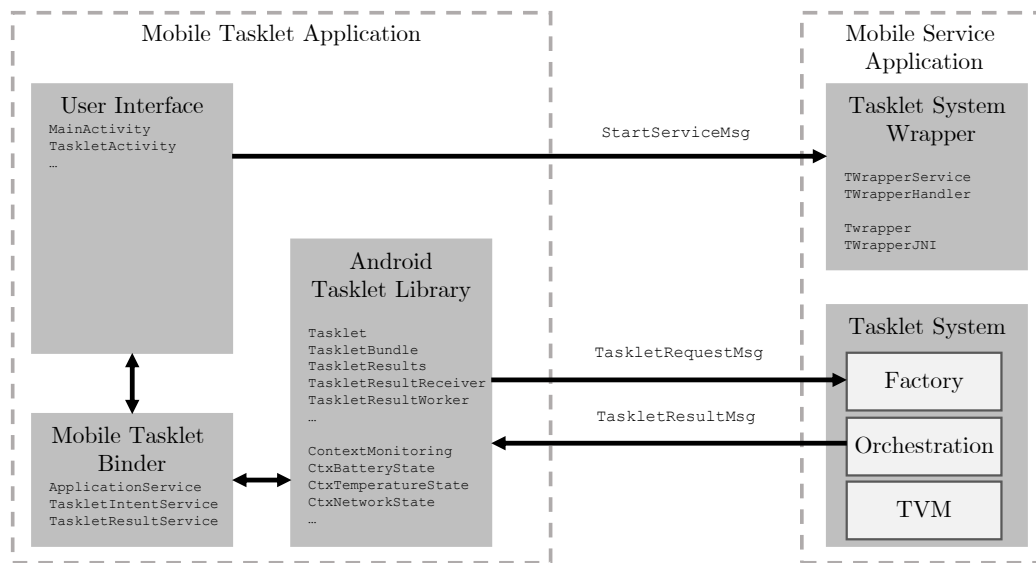 Mobile Tasklet Application
User Interface
MainActivity
TaskletActivity
…
Mobile Tasklet
Binder
ApplicationService
TaskletIntentService
TaskletResultService
Android
Tasklet Library
Tasklet
TaskletBundle
TaskletResults
TaskletResultReceiver
TaskletResultWorker
…
ContextMonitoring
CtxBatteryState
CtxTemperatureState
CtxNetworkState
…
StartServiceMsg
TaskletRequestMsg
TaskletResultMsg
Mobile Service
Application
Tasklet System
Wrapper
TWrapperService
TWrapperHandler
Twrapper
TWrapperJNI
Tasklet System
Factory
Orchestration
TVM